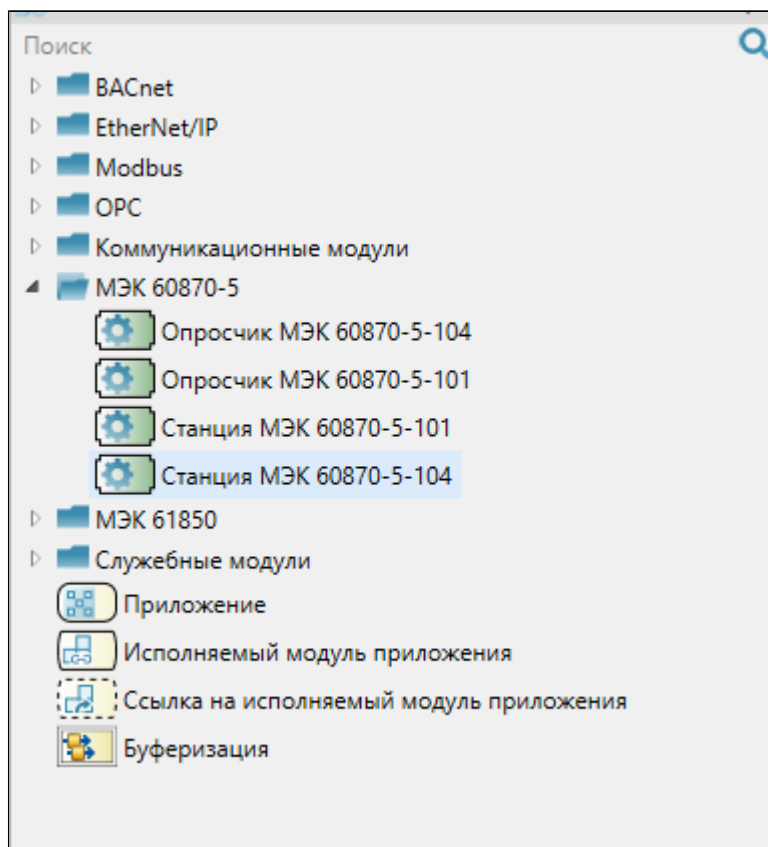 Поиск
BACnet
EtherNet/IP
Modbus
OPC
Коммуникационные модули
МЭК 60870-5
Опросчик МЭК 60870-5-104
Опросчик МЭК 60870-5-101
Станция МЭК 60870-5-101
Станция МЭК 60870-5-104
МЭК 61850
Служебные модули
Приложение
Исполняемый модуль приложения
Ссылка на исполняемый модуль приложения
Буферизация